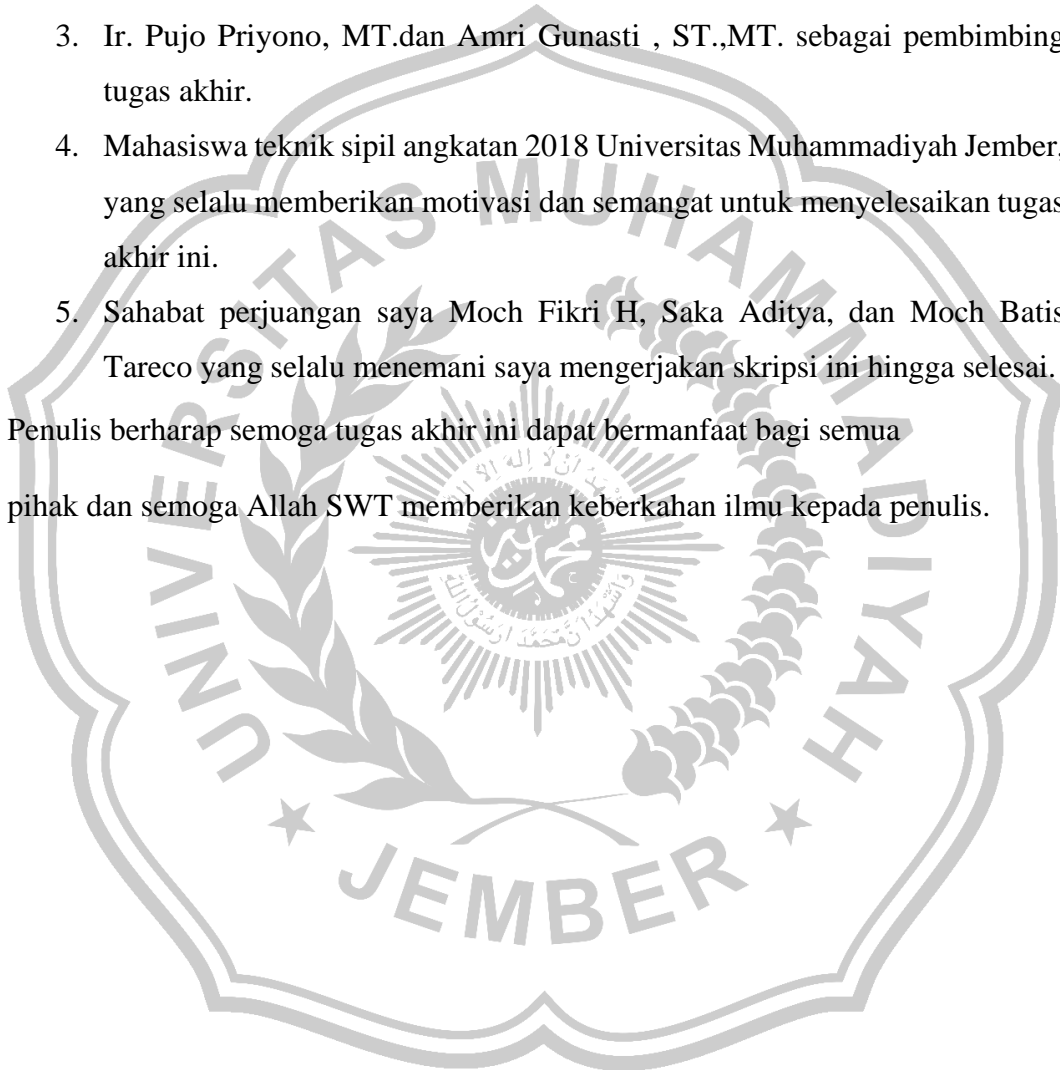 3. Ir. Pujo Priyono, MT.dan Amri Gunasti , ST.,MT. sebagai pembimbing
tugas akhir.
4. Mahasiswa teknik sipil angkatan 2018 Universitas Muhammadiyah Jember,
yang selalu memberikan motivasi dan semangat untuk menyelesaikan tugas
akhir ini.
5. Sahabat perjuangan saya Moch Fikri H, Saka Aditya, dan Moch Batis
Tareco yang selalu menemani saya mengerjakan skripsi ini hingga selesai.
Penulis berharap semoga tugas akhir ini dapat bermanfaat bagi semua
pihak dan semoga Allah SWT memberikan keberkahan ilmu kepada penulis.
UNIVERSITAS MUHAMMADIYAH
JEMBER